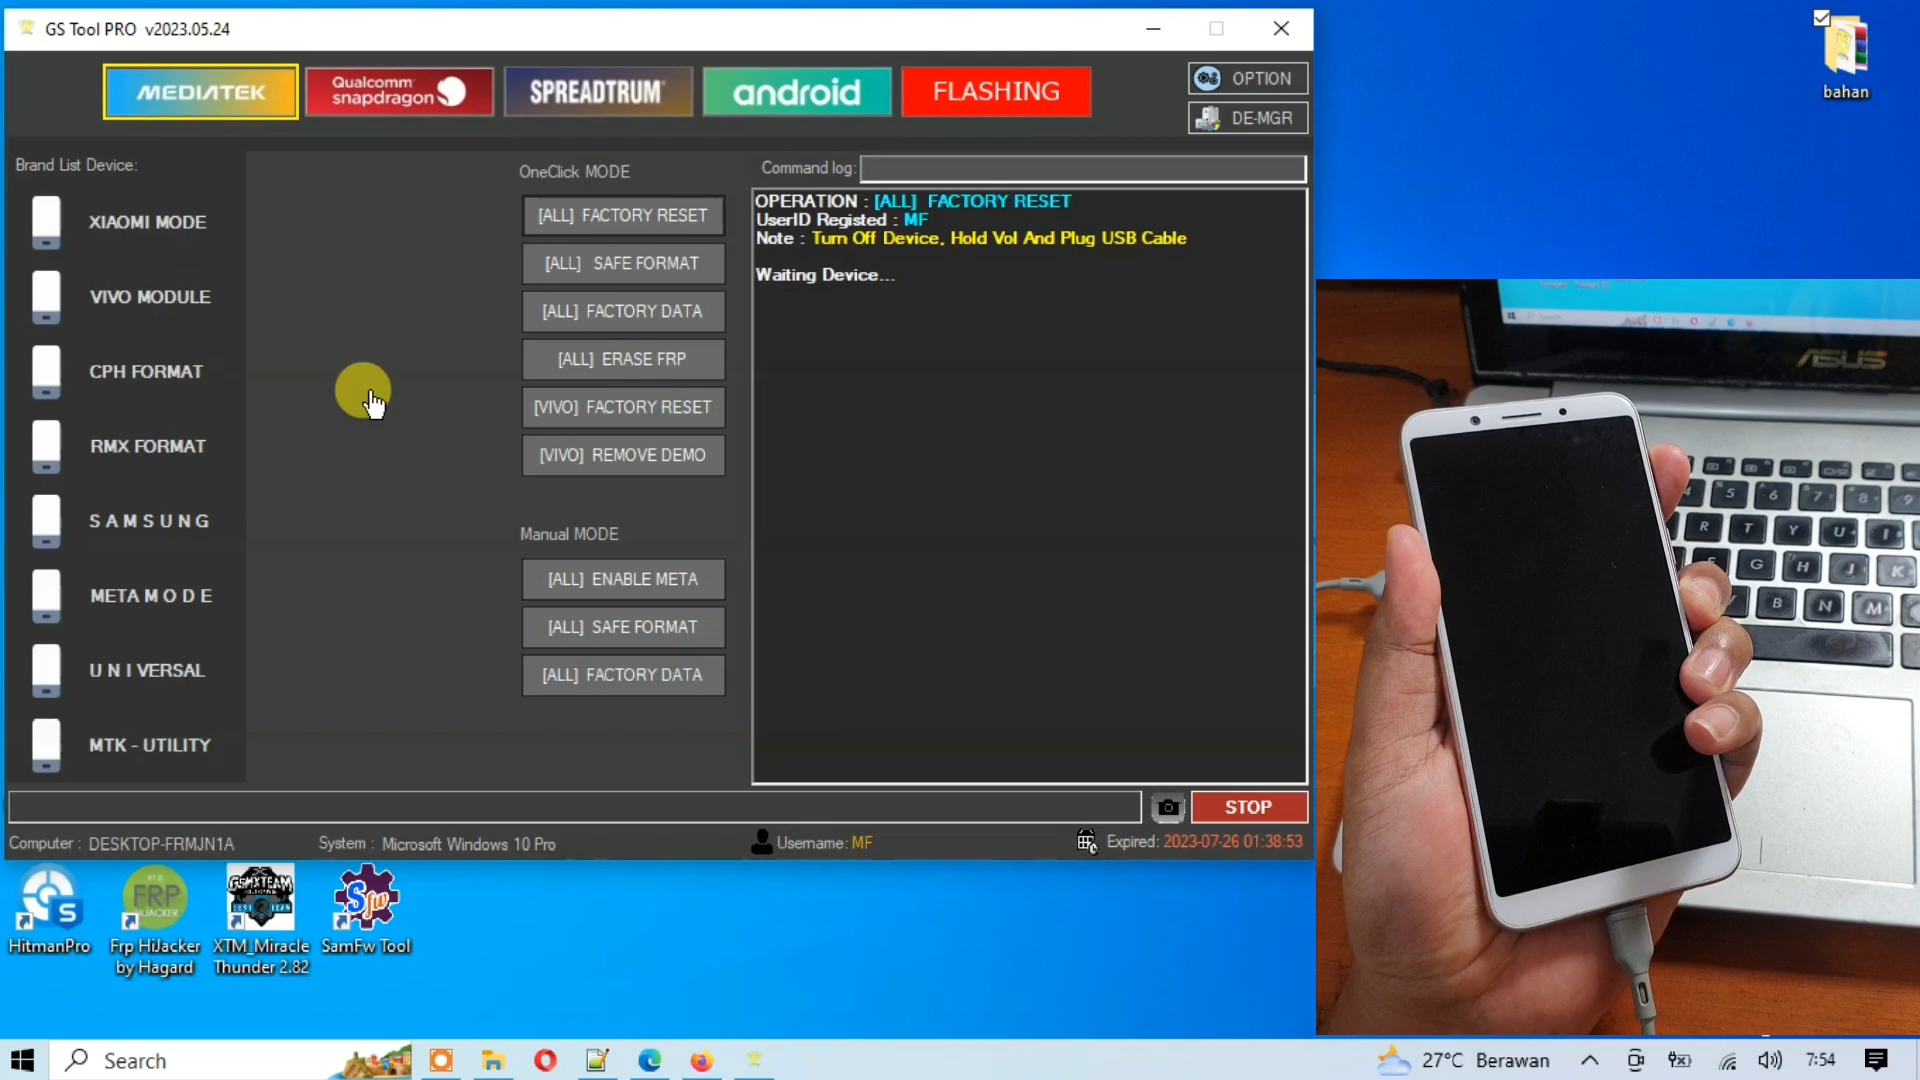 GS Tool PRO v2023.05.24
MEDIATEK
Qualcomm
snapdragon
SPREADTRUM
android
FLASHING
OPTION
DE-MGR
Brand List Device:
XIAOMI MODE
VIVO MODULE
CPH FORMAT
RMX FORMAT
S A M S U N G
META M O D E
U N I VERSAL
MTK - UTILITY
OneClick MODE
[ALL] FACTORY RESET
[ALL] SAFE FORMAT
[ALL] FACTORY DATA
[ALL] ERASE FRP
[VIVO] FACTORY RESET
[VIVO] REMOVE DEMO
Manual MODE
[ALL] ENABLE META
[ALL] SAFE FORMAT
[ALL] FACTORY DATA
Command log:
OPERATION : [ALL] FACTORY RESET
UserID Registed : MF
Note : Turn Off Device, Hold Vol And Plug USB Cable
Waiting Device...
STOP
Computer : DESKTOP-FRMJN1A
System : Microsoft Windows 10 Pro
Username: MF
Expired: 2023-07-26 01:38:53
bahan
ASUS
HitmanPro
FRP
HIJACKER
Frp HiJacker
by Hagard
GSMXTEAM
XTM_Miracle
Thunder 2.82
Sfw
SamFw Tool
Search
27°C Berawan
7:54